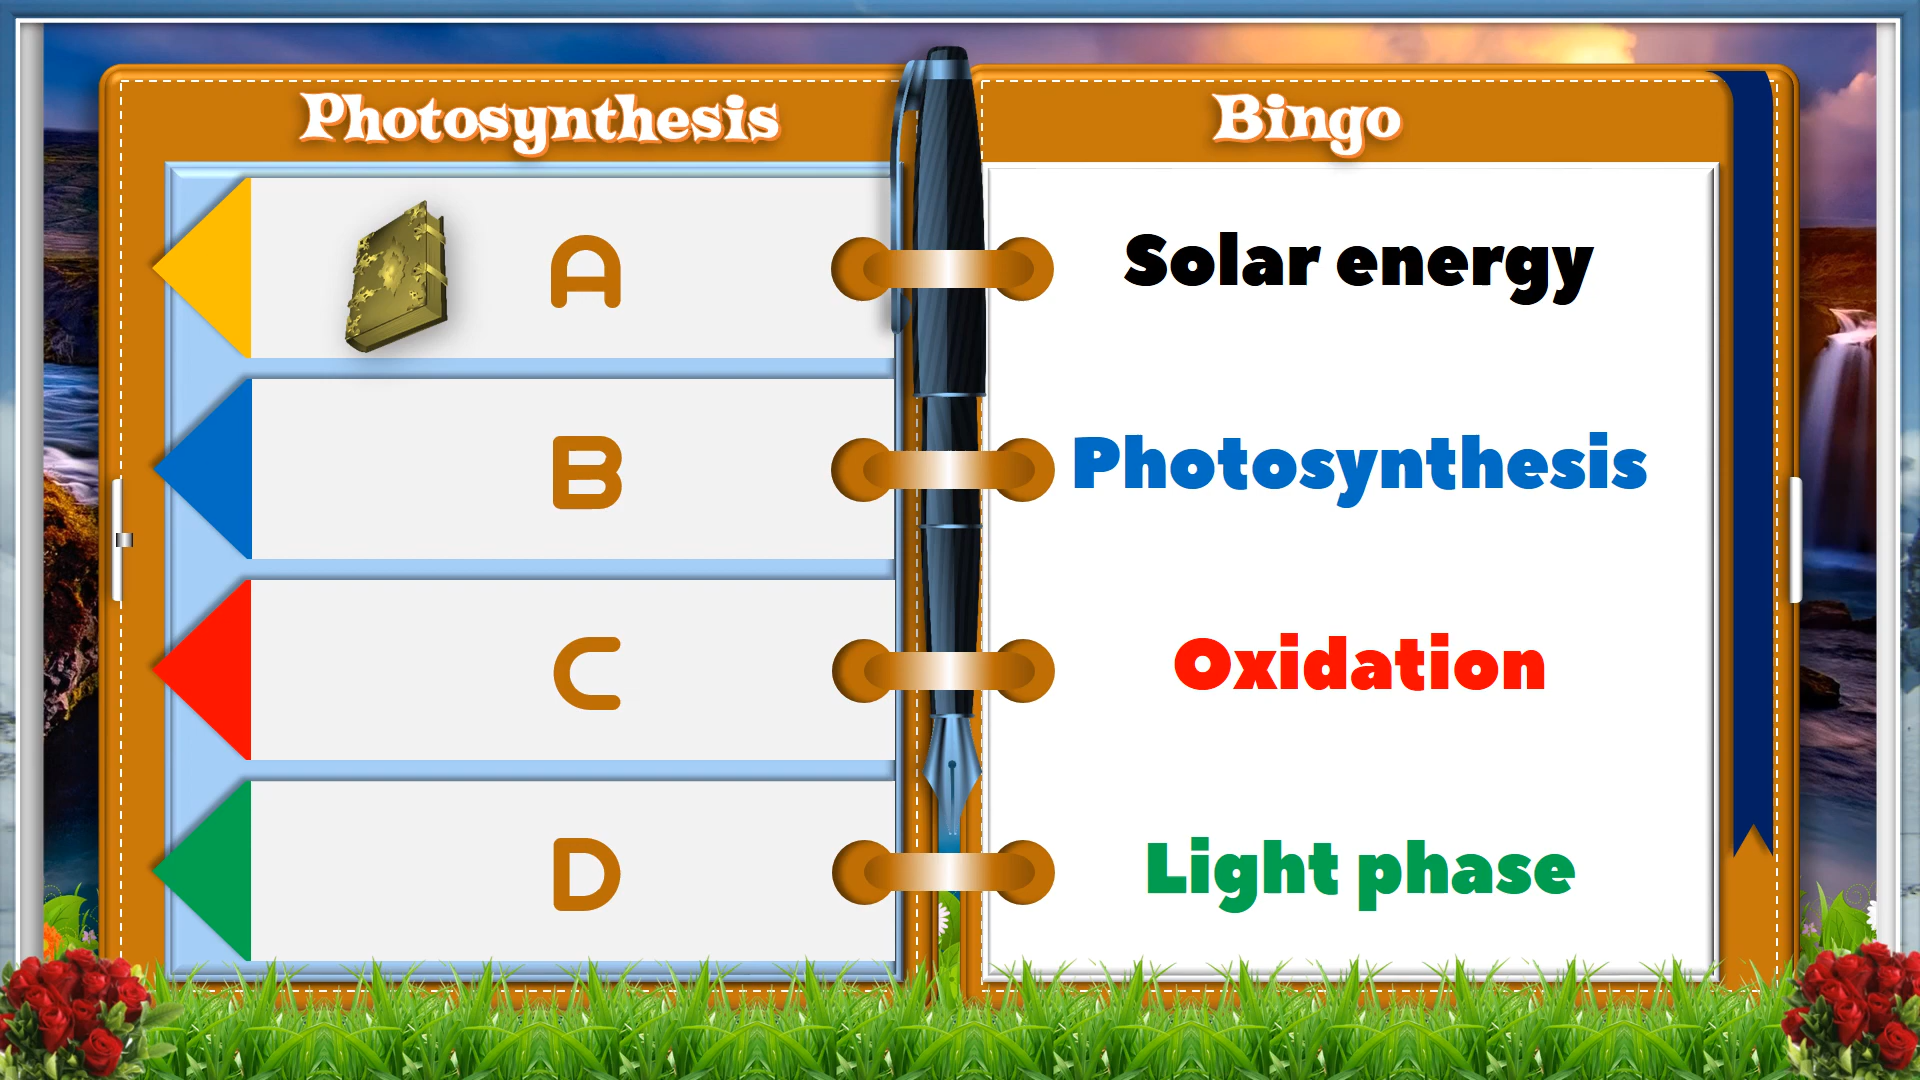 Photosynthesis
Bingo
A
Solar energy
B
Photosynthesis
C
Oxidation
D
Light phase